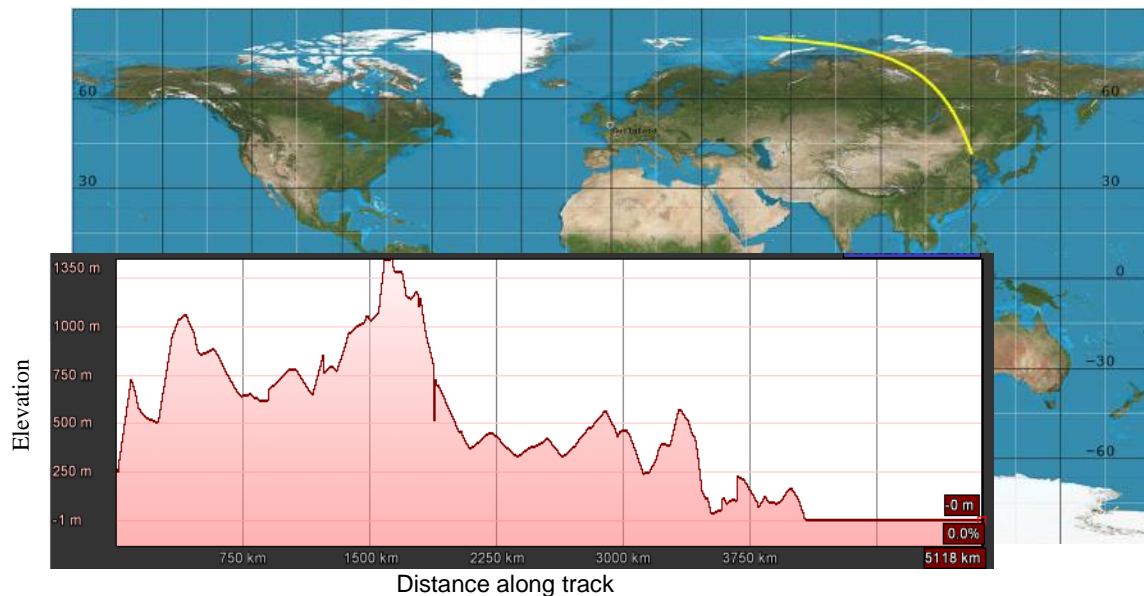 60
60
30
30
0
-30
-60
1350 m
1000 m
750 m
500 m
250 m
-1 m
Elevation
-0 m
0.0%
750 km
1500 km
2250 km
3000 km
3750 km
5118 km
Distance along track